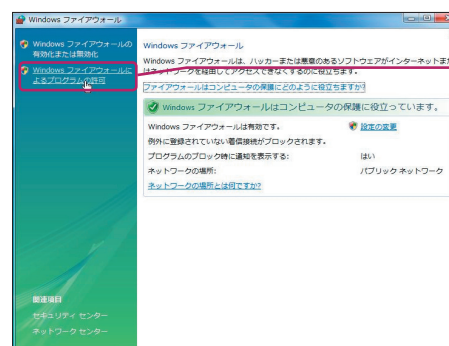 Windows ファイアウォール
Windows ファイアウォールの
有効化または無効化
Windows ファイアウォールに
よるプログラムの許可
関連項目
セキュリティ センター
ネットワーク センター
Windows ファイアウォール
Windows ファイアウォールは、ハッカーまたは悪意のあるソフトウェアがインターネットま
はネットワークを経由してアクセスできなくするのに役立ちます。
ファイアウォールはコンピュータの保護にどのように役立ちますか?
Windows ファイアウォールはコンピュータの保護に役立っています。
Windows ファイアウォールは有効です。 設定の変更
例外に登録されていない着信接続がブロックされます。
プログラムのブロック時に通知を表示する: はい
ネットワークの場所: パブリック ネットワーク
ネットワークの場所とは何ですか?